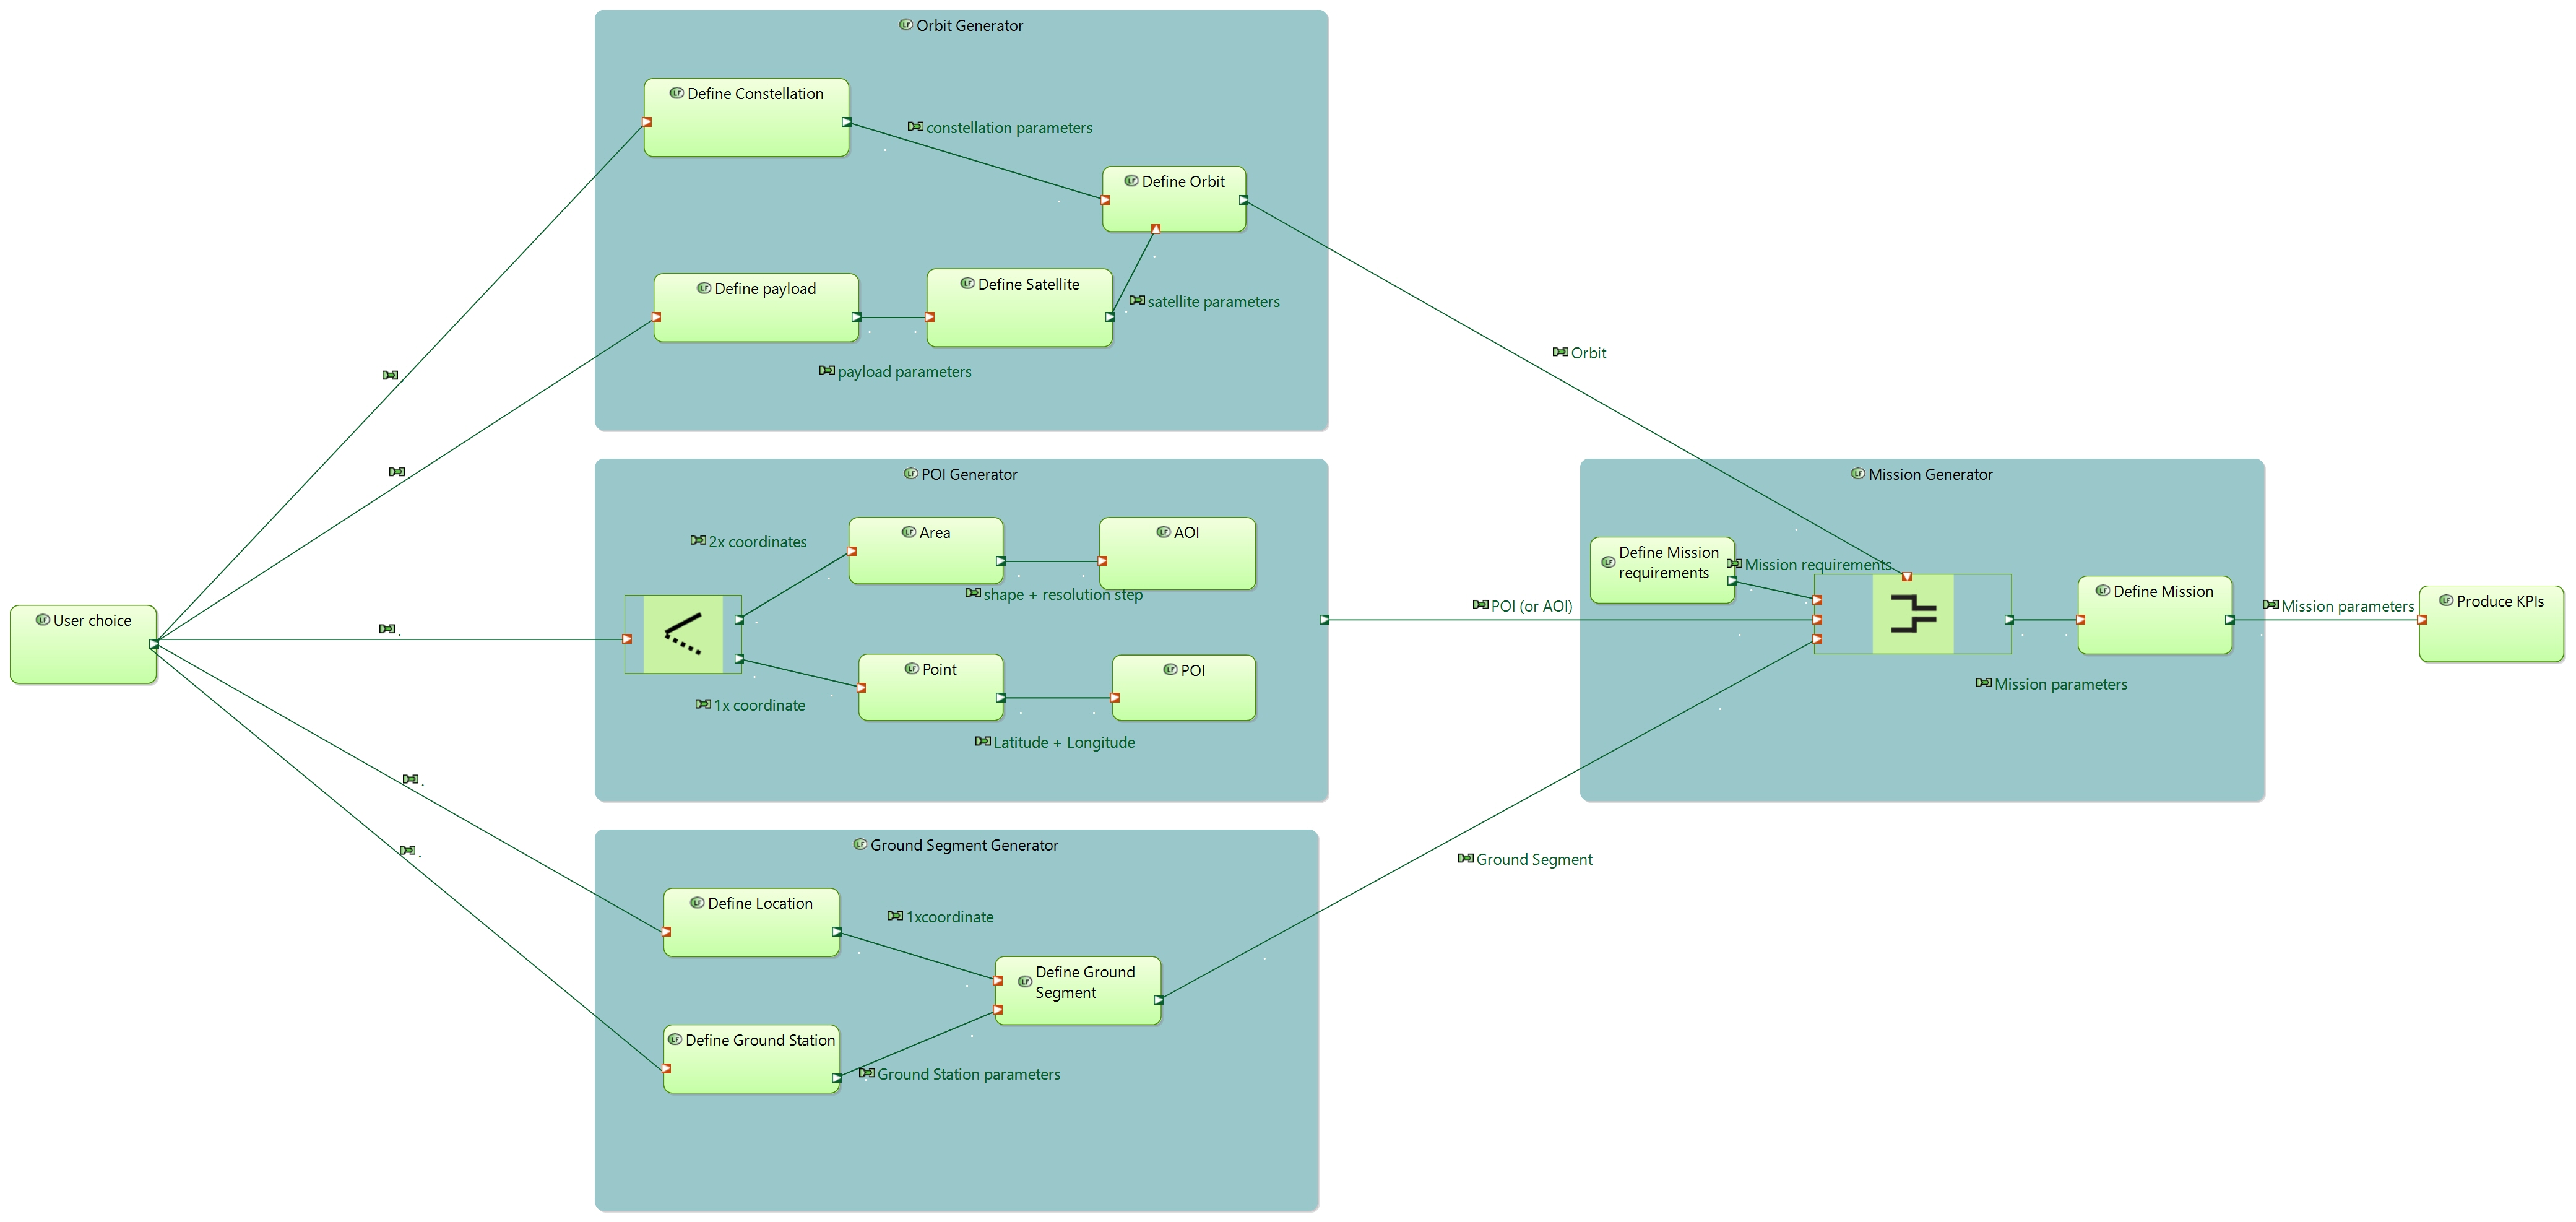 Orbit Generator
Define Constellation
constellation parameters
Define Orbit
Define payload
Define Satellite
satellite parameters
payload parameters
Orbit
POI Generator
2x coordinates
Area
AOI
shape + resolution step
Point
POI
1x coordinate
Latitude + Longitude
User choice
.
.
.
POI (or AOI)
Mission Generator
Define Mission
requirements
Mission requirements
Define Mission
Mission parameters
Mission parameters
Produce KPIs
Ground Segment Generator
Define Location
1xcoordinate
Define Ground
Segment
Define Ground Station
Ground Station parameters
Ground Segment